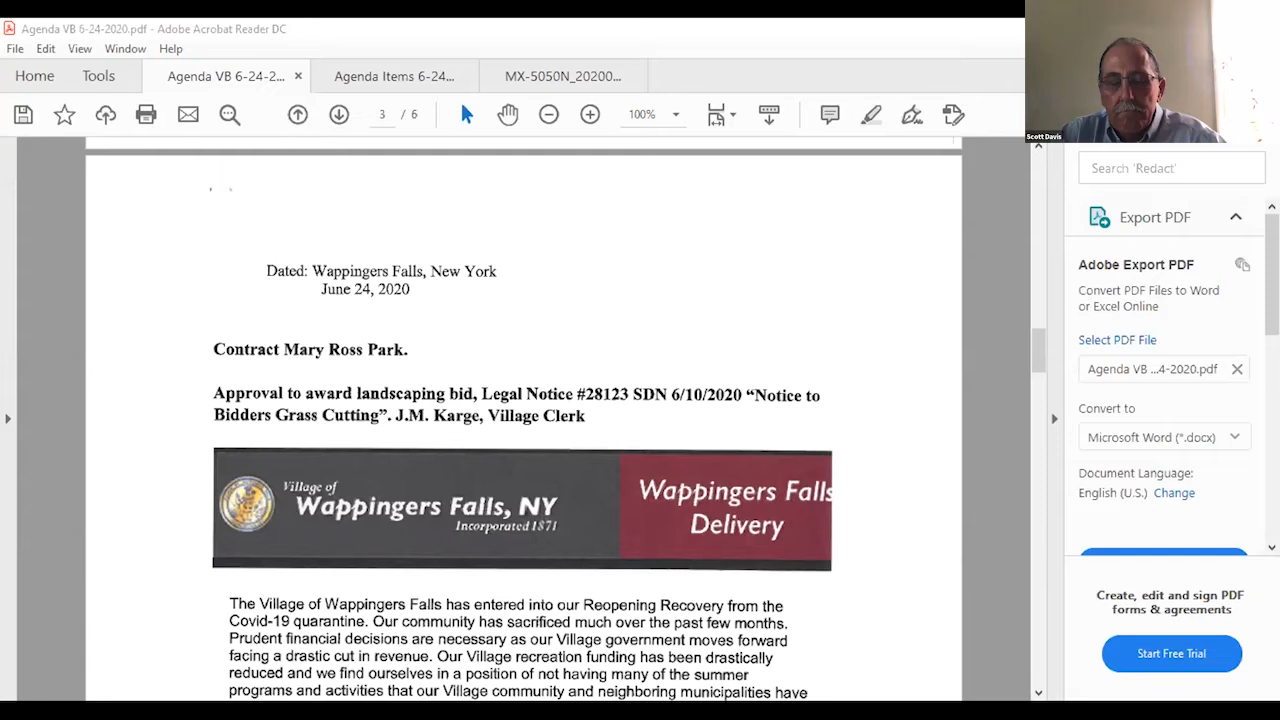 Agenda VB 6-24-2020.pdf - Adobe Acrobat Reader DC
File Edit View Window Help
Home Tools Agenda VB 6-24-2... × Agenda Items 6-24... MX-5050N_20200...
3 / 6 100%
Scott Davis
Dated: Wappingers Falls, New York
June 24, 2020
Contract Mary Ross Park.
Approval to award landscaping bid, Legal Notice #28123 SDN 6/10/2020 “Notice to
Bidders Grass Cutting”. J.M. Karge, Village Clerk
Village of
Wappingers Falls, NY
Incorporated 1871
Wappingers Falls
Delivery
The Village of Wappingers Falls has entered into our Reopening Recovery from the
Covid-19 quarantine. Our community has sacrificed much over the past few months.
Prudent financial decisions are necessary as our Village government moves forward
facing a drastic cut in revenue. Our Village recreation funding has been drastically
reduced and we find ourselves in a position of not having many of the summer
programs and activities that our Village community and neighboring municipalities have
Search 'Redact'
Export PDF
Adobe Export PDF
Convert PDF Files to Word
or Excel Online
Select PDF File
Agenda VB ...4-2020.pdf
Convert to
Microsoft Word (*.docx)
Document Language:
English (U.S.) Change
Create, edit and sign PDF
forms & agreements
Start Free Trial